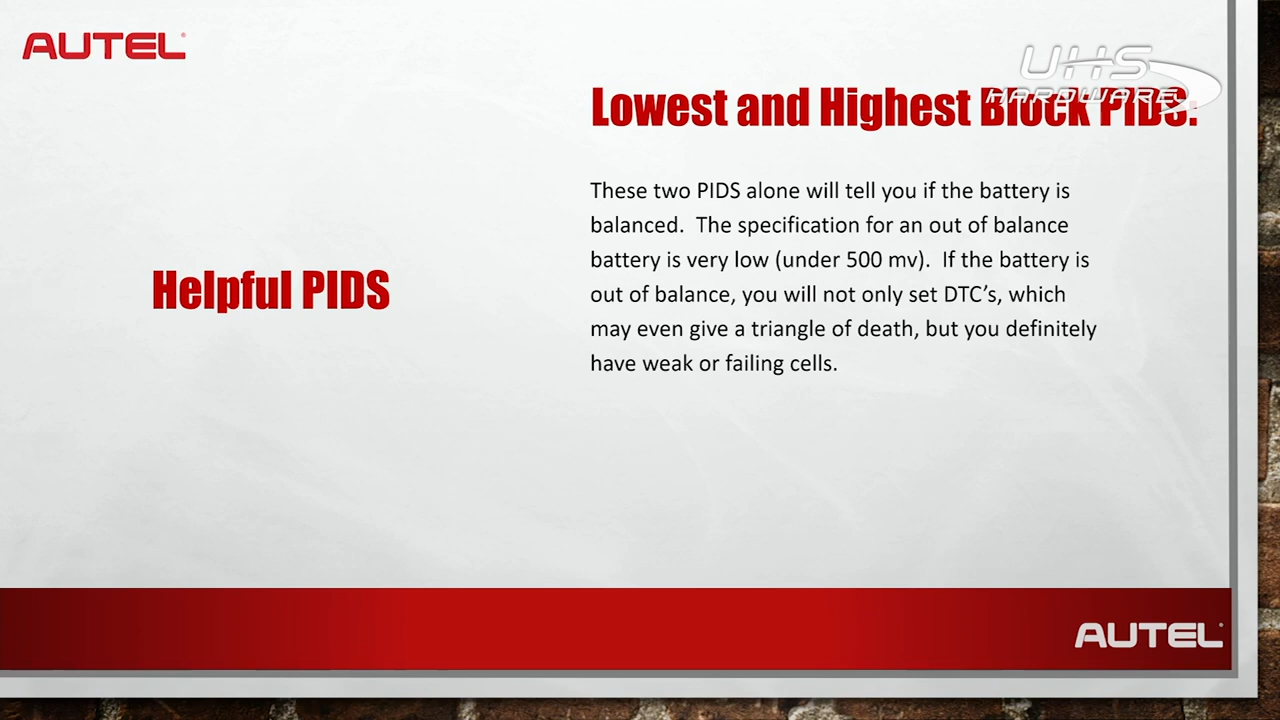 AUTEL
UHS
HARDWARE
Lowest and Highest Block PIDS:
These two PIDS alone will tell you if the battery is
balanced.  The specification for an out of balance
battery is very low (under 500 mv).  If the battery is
out of balance, you will not only set DTC’s, which
may even give a triangle of death, but you definitely
have weak or failing cells.
Helpful PIDS
AUTEL